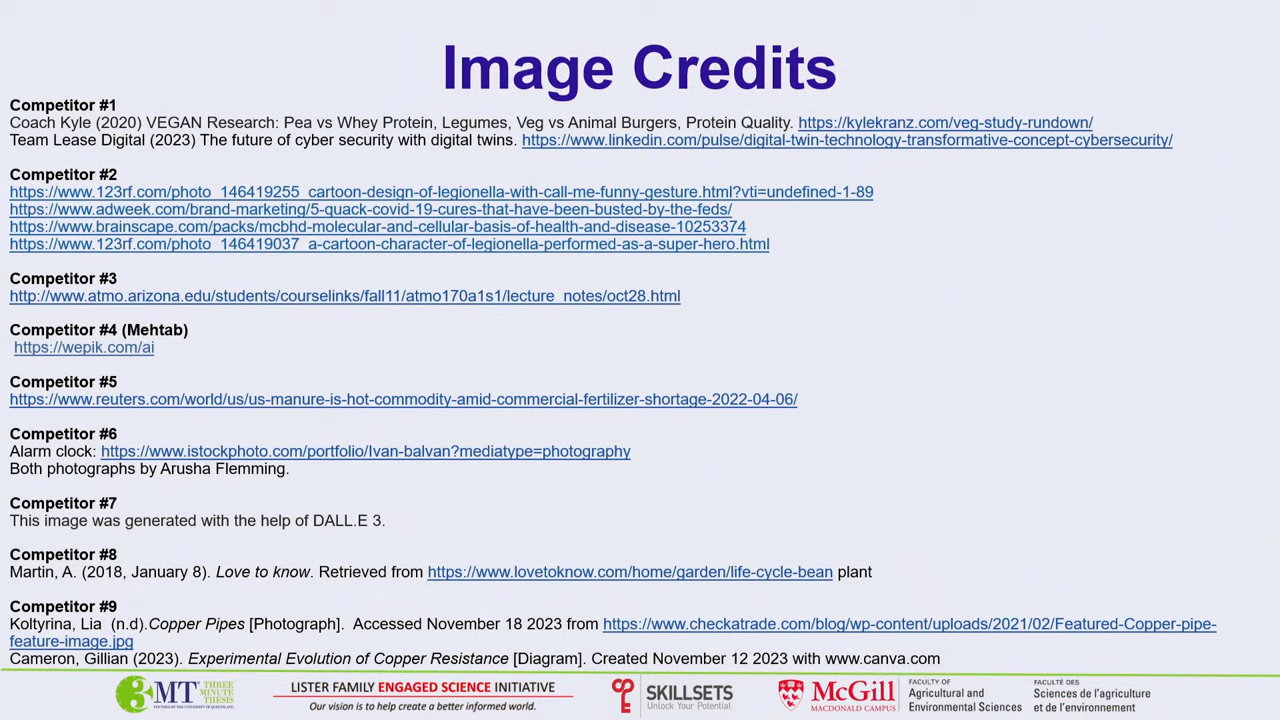 Image Credits
Competitor #1
Coach Kyle (2020) VEGAN Research: Pea vs Whey Protein, Legumes, Veg vs Animal Burgers, Protein Quality. https://kylekranz.com/veg-study-rundown/
Team Lease Digital (2023) The future of cyber security with digital twins. https://www.linkedin.com/pulse/digital-twin-technology-transformative-concept-cybersecurity/
Competitor #2
https://www.123rf.com/photo_146419255_cartoon-design-of-legionella-with-call-me-funny-gesture.html?vti=undefined-1-89
https://www.adweek.com/brand-marketing/5-quack-covid-19-cures-that-have-been-busted-by-the-feds/
https://www.brainscape.com/packs/mcbhd-molecular-and-cellular-basis-of-health-and-disease-10253374
https://www.123rf.com/photo_146419037_a-cartoon-character-of-legionella-performed-as-a-super-hero.html
Competitor #3
http://www.atmo.arizona.edu/students/courselinks/fall11/atmo170a1s1/lecture_notes/oct28.html
Competitor #4 (Mehtab)
https://wepik.com/ai
Competitor #5
https://www.reuters.com/world/us/us-manure-is-hot-commodity-amid-commercial-fertilizer-shortage-2022-04-06/
Competitor #6
Alarm clock: https://www.istockphoto.com/portfolio/Ivan-balvan?mediatype=photography
Both photographs by Arusha Flemming.
Competitor #7
This image was generated with the help of DALL.E 3.
Competitor #8
Martin, A. (2018, January 8). Love to know. Retrieved from https://www.lovetoknow.com/home/garden/life-cycle-bean plant
Competitor #9
Koltyrina, Lia (n.d).Copper Pipes [Photograph]. Accessed November 18 2023 from https://www.checkatrade.com/blog/wp-content/uploads/2021/02/Featured-Copper-pipe-
feature-image.jpg
Cameron, Gillian (2023). Experimental Evolution of Copper Resistance [Diagram]. Created November 12 2023 with www.canva.com
3MT THREE MINUTE THESIS
FOUNDED BY THE UNIVERSITY OF QUEENSLAND
LISTER FAMILY ENGAGED SCIENCE INITIATIVE
Our vision is to help create a better informed world.
SKILLSETS
Unlock Your Potential
McGill
MACDONALD CAMPUS
FACULTY OF
Agricultural and
Environmental Sciences
FACULTÉ DES
Sciences de l'agriculture
et de l'environnement